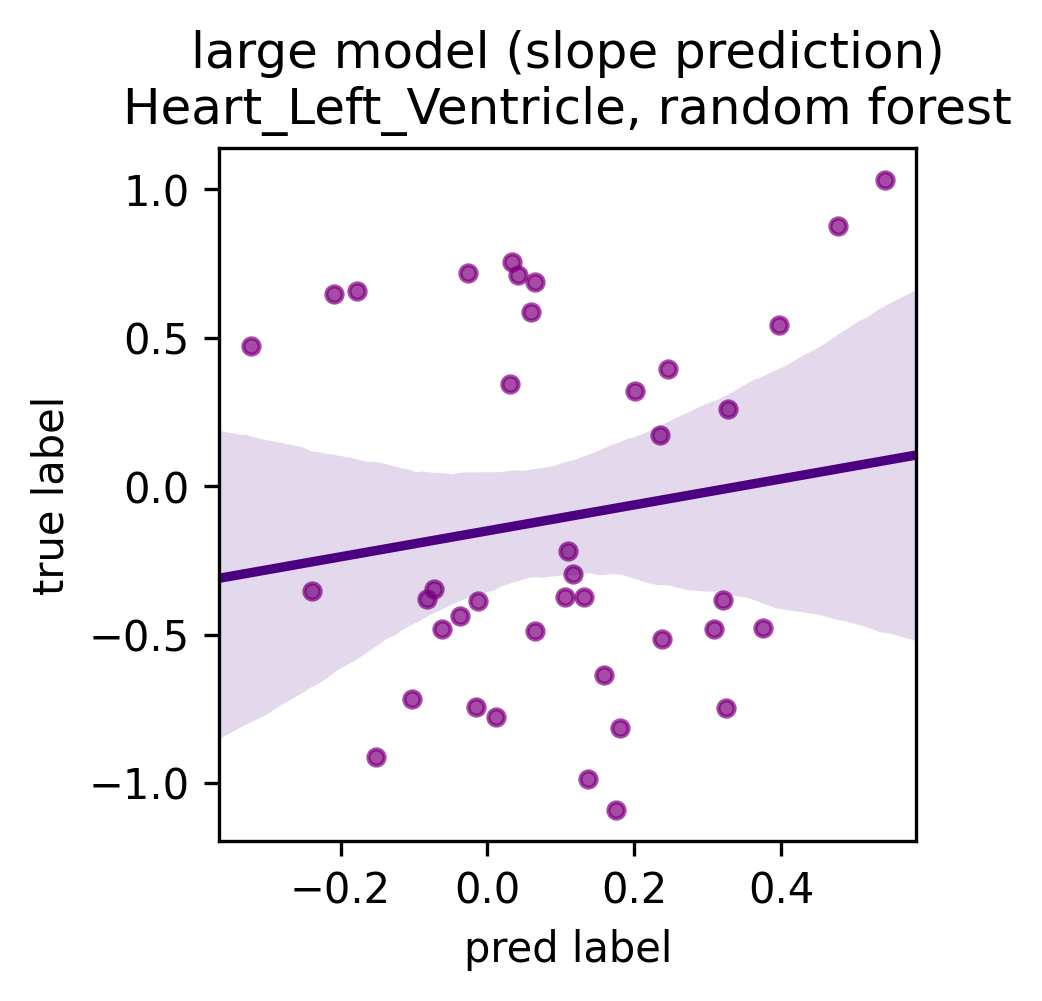 large model (slope prediction)
Heart_Left_Ventricle, random forest
1.0
0.5
0.0
−0.5
−1.0
true label
−0.2
0.0
0.2
0.4
pred label